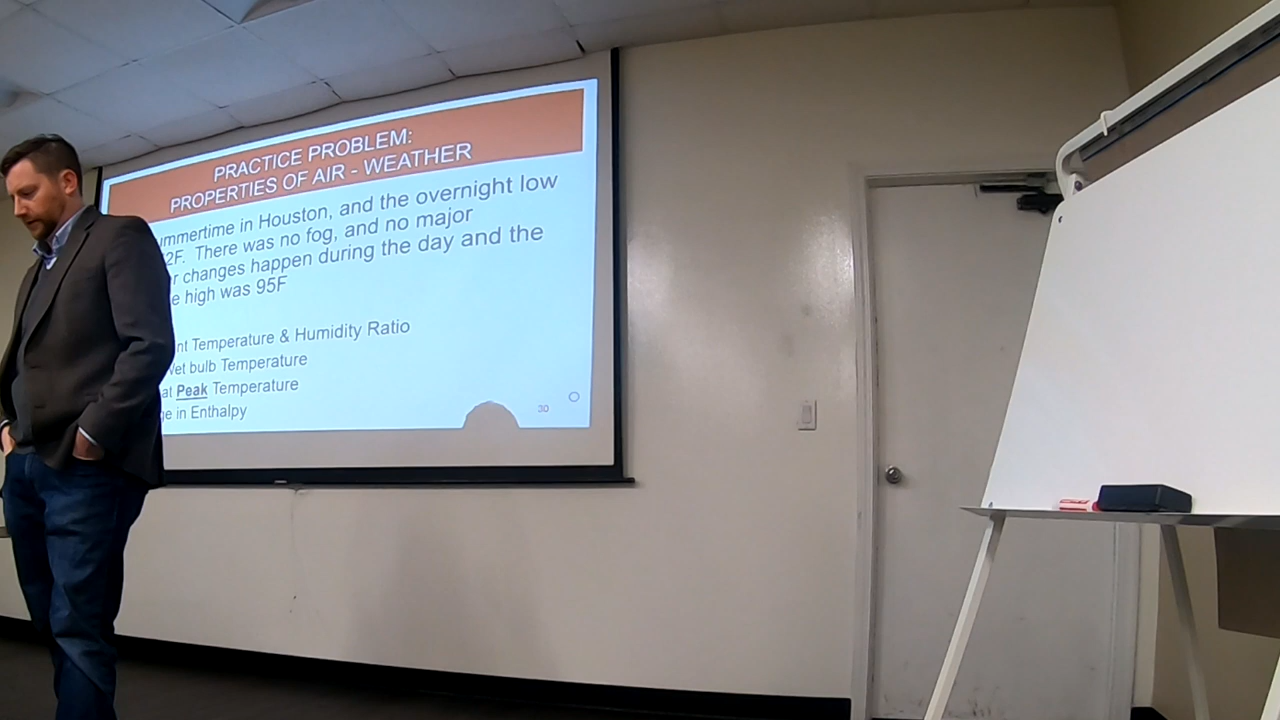 PRACTICE PROBLEM:
PROPERTIES OF AIR - WEATHER
ummertime in Houston, and the overnight low
2F. There was no fog, and no major
r changes happen during the day and the
e high was 95F
nt Temperature & Humidity Ratio
Wet bulb Temperature
at Peak Temperature
ge in Enthalpy
30